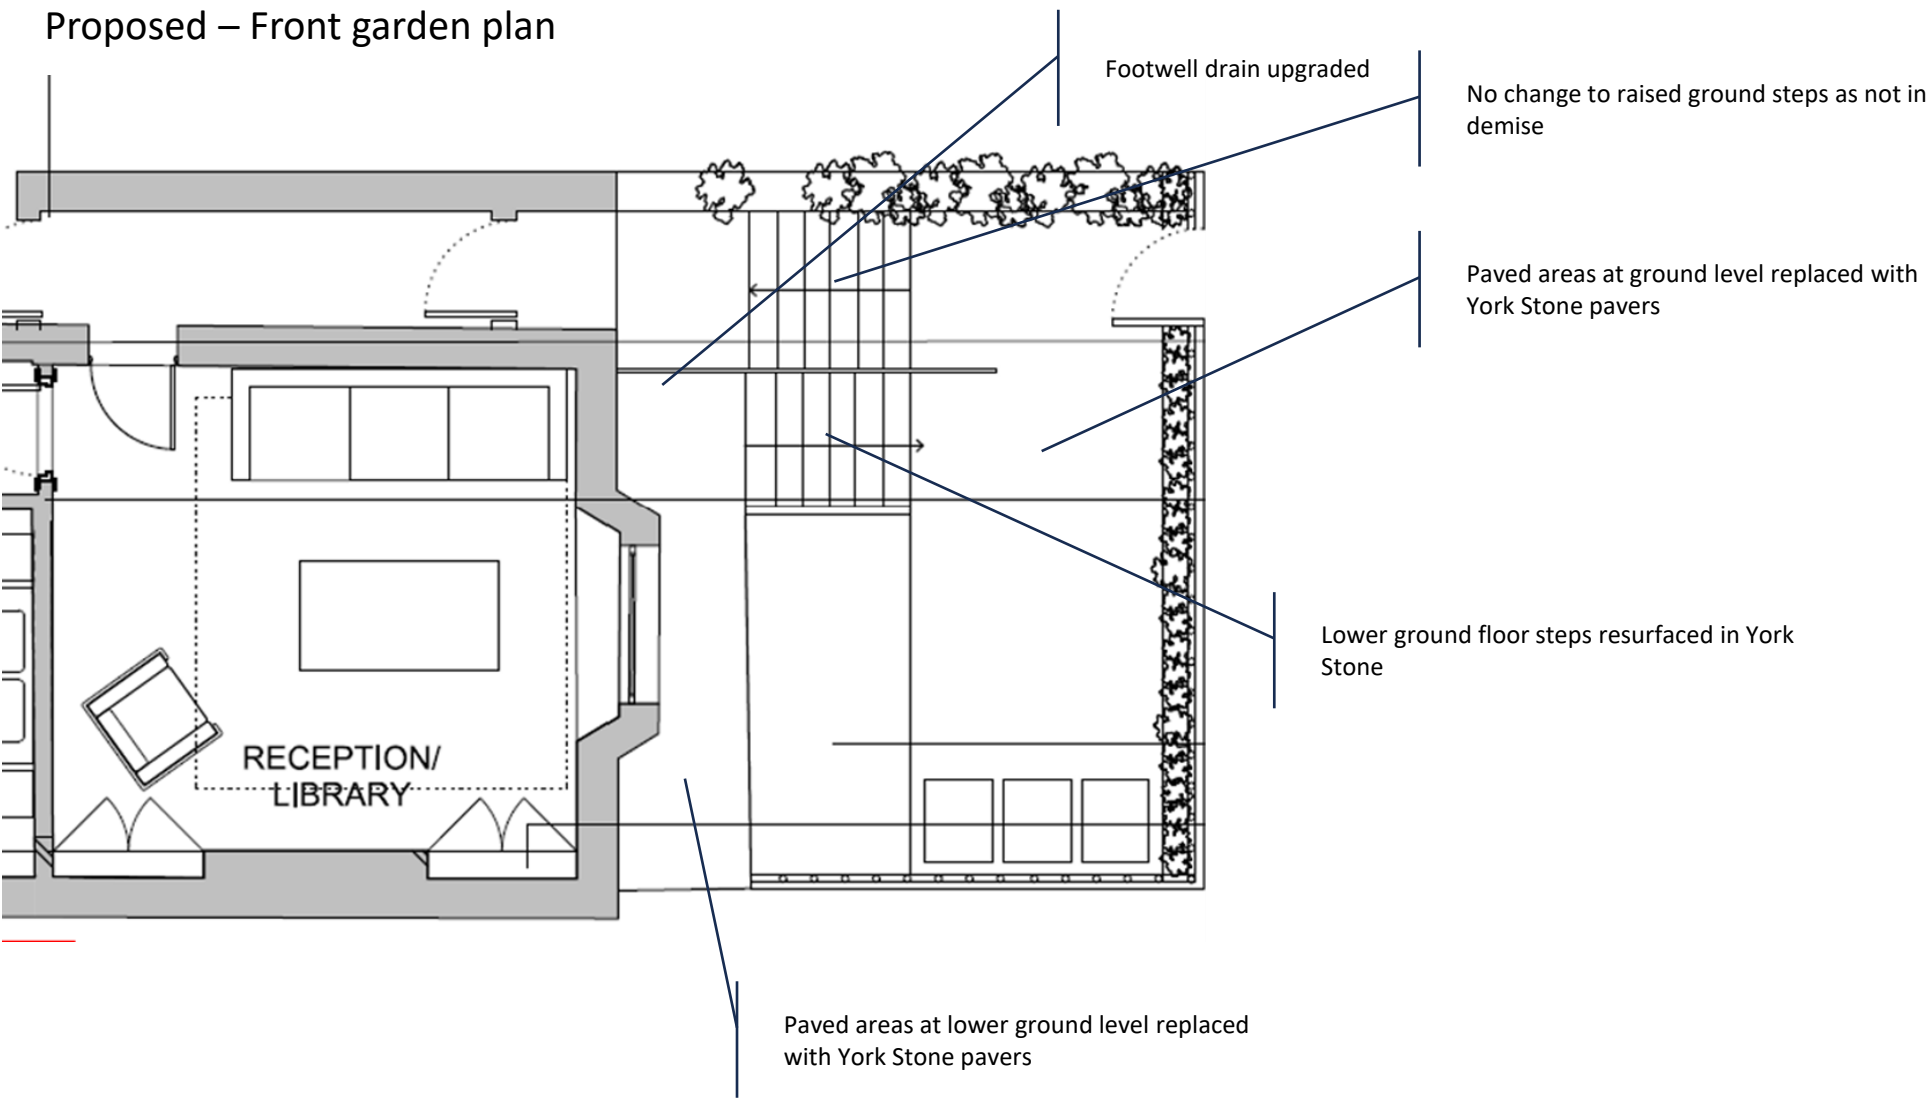 Proposed – Front garden plan
Footwell drain upgraded
No change to raised ground steps as not in
demise
Paved areas at ground level replaced with
York Stone pavers
Lower ground floor steps resurfaced in York
Stone
RECEPTION/
LIBRARY
Paved areas at lower ground level replaced
with York Stone pavers